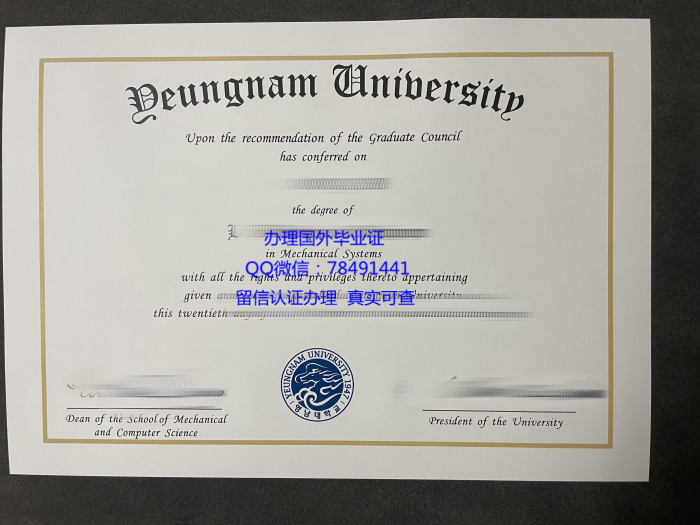 Yeungnam University
Upon the recommendation of the Graduate Council
has conferred on
the degree of
办理国外毕业证
in Mechanical Systems
QQ微信：78491441
with all the rights and privileges thereto appertaining
given
留信认证办理 真实可查
this twentieth
YEUNGNAM UNIVERSITY 1947
영남대학교
Dean of the School of Mechanical
and Computer Science
President of the University